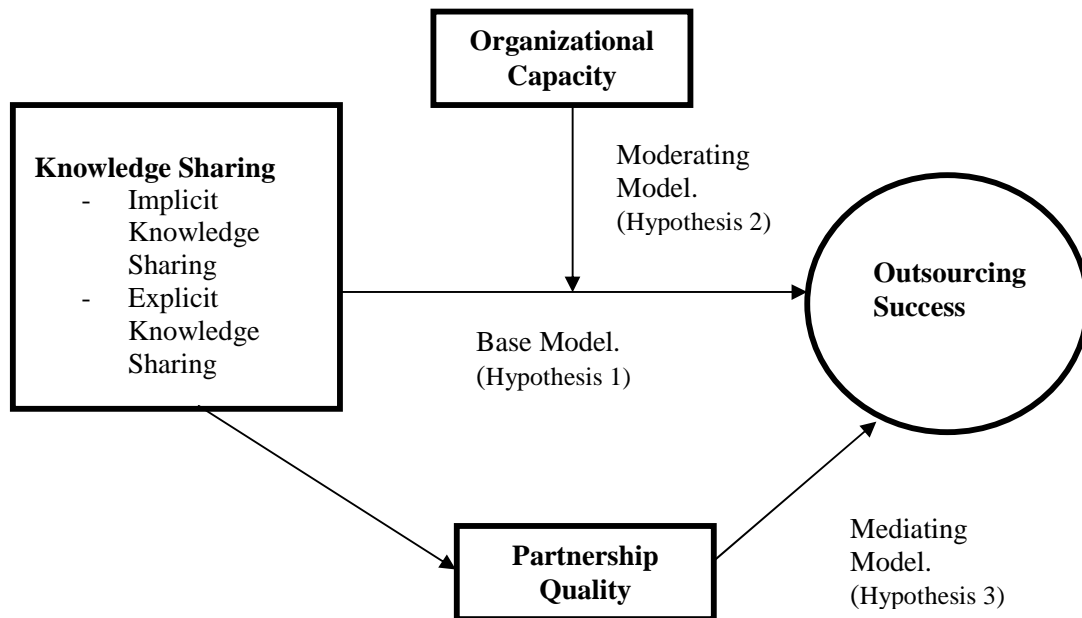 Organizational
Capacity
Knowledge Sharing
- Implicit
Knowledge
Sharing
- Explicit
Knowledge
Sharing
Moderating
Model.
(Hypothesis 2)
Outsourcing
Success
Base Model.
(Hypothesis 1)
Partnership
Quality
Mediating
Model.
(Hypothesis 3)